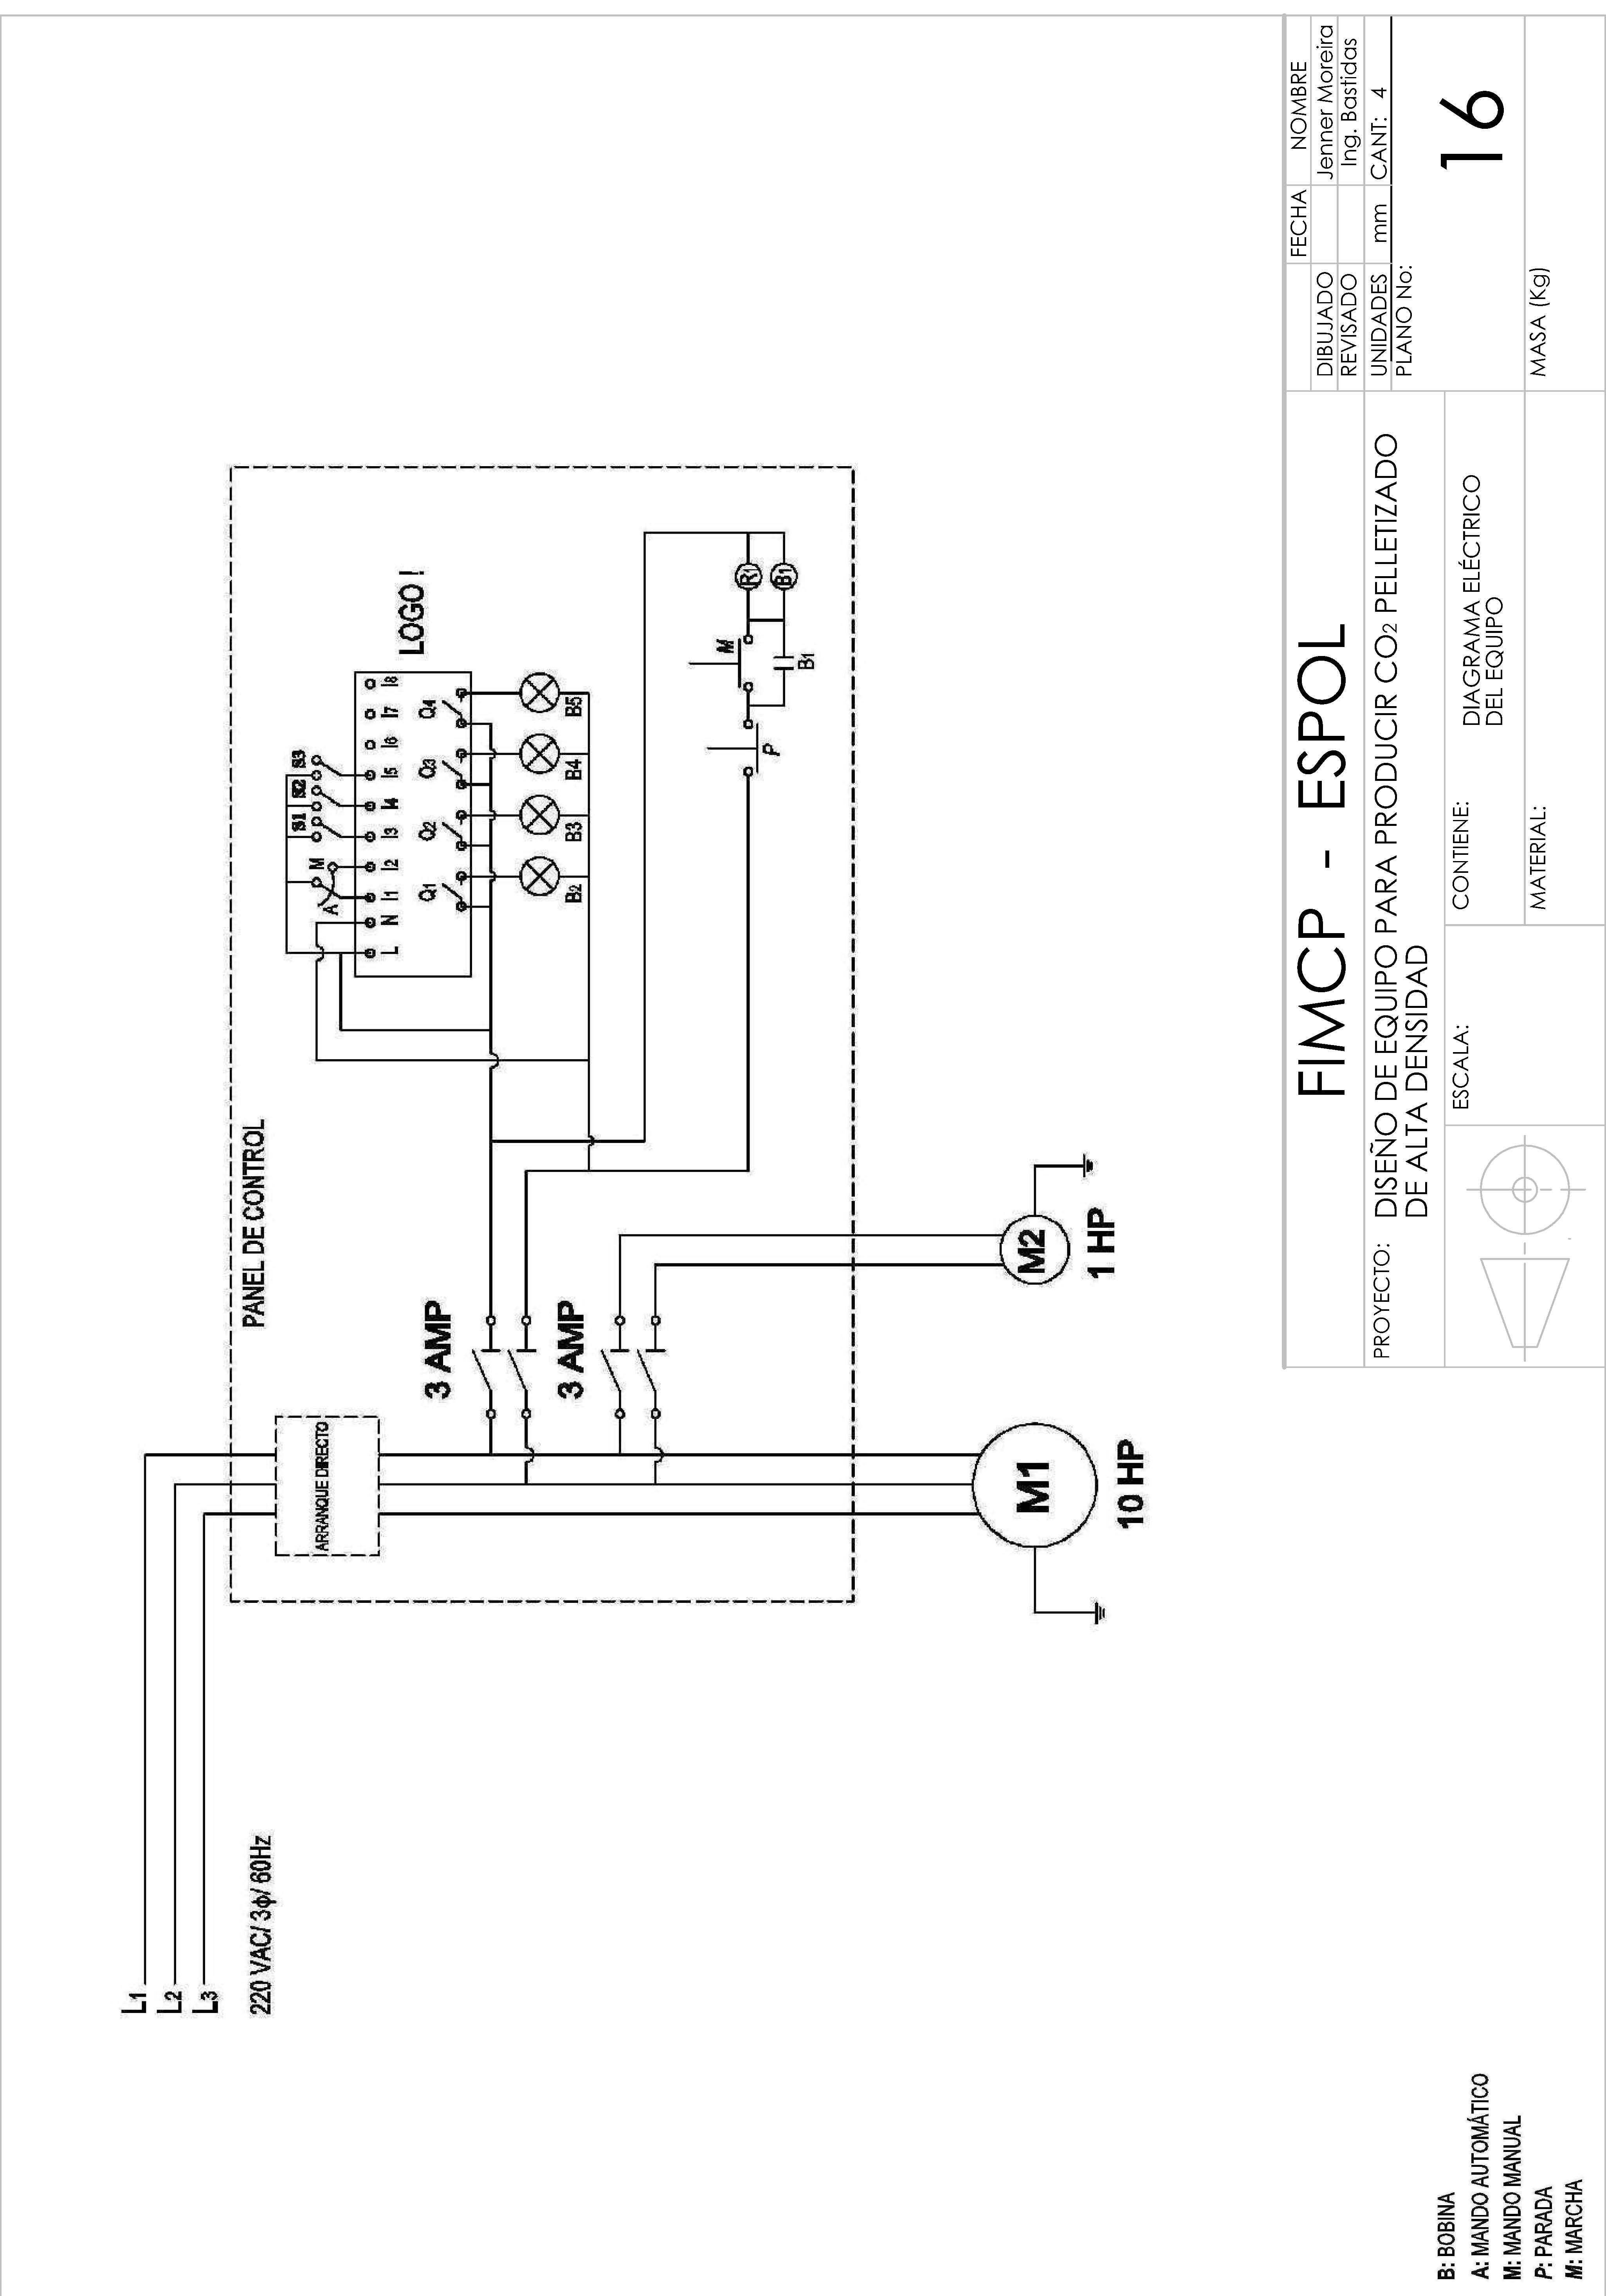 L1
L2
L3
220 VAC/ 3ϕ/ 60Hz
PANEL DE CONTROL
ARRANQUE DIRECTO
3 AMP
3 AMP
LOGO !
S1 S2 S3
A M
L N I1 I2 I3 I4 I5 I6 I7 I8
Q1 Q2 Q3 Q4
B2 B3 B4 B5
P M R1
B1
B1
M1
10 HP
M2
1 HP
B: BOBINA
A: MANDO AUTOMÁTICO
M: MANDO MANUAL
P: PARADA
M: MARCHA
FIMCP - ESPOL
FECHA NOMBRE
DIBUJADO Jenner Moreira
REVISADO Ing. Bastidas
UNIDADES mm CANT: 4
PROYECTO: DISEÑO DE EQUIPO PARA PRODUCIR CO2 PELLETIZADO
DE ALTA DENSIDAD
PLANO No:
16
ESCALA:
CONTIENE:
DIAGRAMA ELÉCTRICO
DEL EQUIPO
MATERIAL:
MASA (Kg)